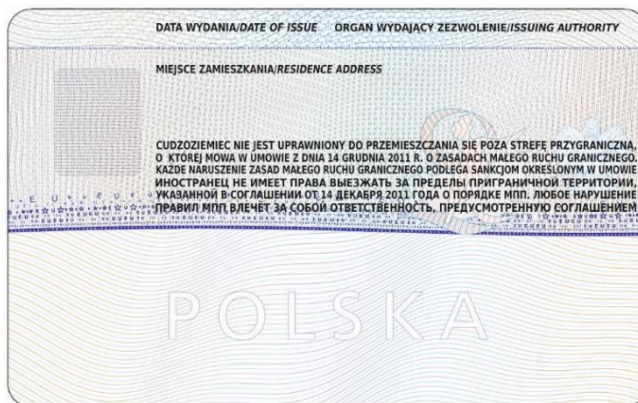 DATA WYDANIA/DATE OF ISSUE ORGAN WYDAJĄCY ZEZWOLENIE/ISSUING AUTHORITY
MIEJSCE ZAMIESZKANIA/RESIDENCE ADDRESS
CUDZOZIEMIEC NIE JEST UPRAWNIONY DO PRZEMIESZCZANIA SIĘ POZA STREFĘ PRZYGRANICZNĄ,
O KTÓREJ MOWA W UMOWIE Z DNIA 14 GRUDNIA 2011 R. O ZASADACH MAŁEGO RUCHU GRANICZNEGO.
KAŻDE NARUSZENIE ZASAD MAŁEGO RUCHU GRANICZNEGO PODLEGA SANKCJOM OKREŚLONYM W UMOWIE
ИНОСТРАНЕЦ НЕ ИМЕЕТ ПРАВА ВЫЕЗЖАТЬ ЗА ПРЕДЕЛЫ ПРИГРАНИЧНОЙ ТЕРРИТОРИИ,
УКАЗАННОЙ В СОГЛАШЕНИИ ОТ 14 ДЕКАБРЯ 2011 ГОДА О ПОРЯДКЕ МПП. ЛЮБОЕ НАРУШЕНИЕ
ПРАВИЛ МПП ВЛЕЧЕТ ЗА СОБОЙ ОТВЕТСТВЕННОСТЬ, ПРЕДУСМОТРЕННУЮ СОГЛАШЕНИЕМ
POLSKA